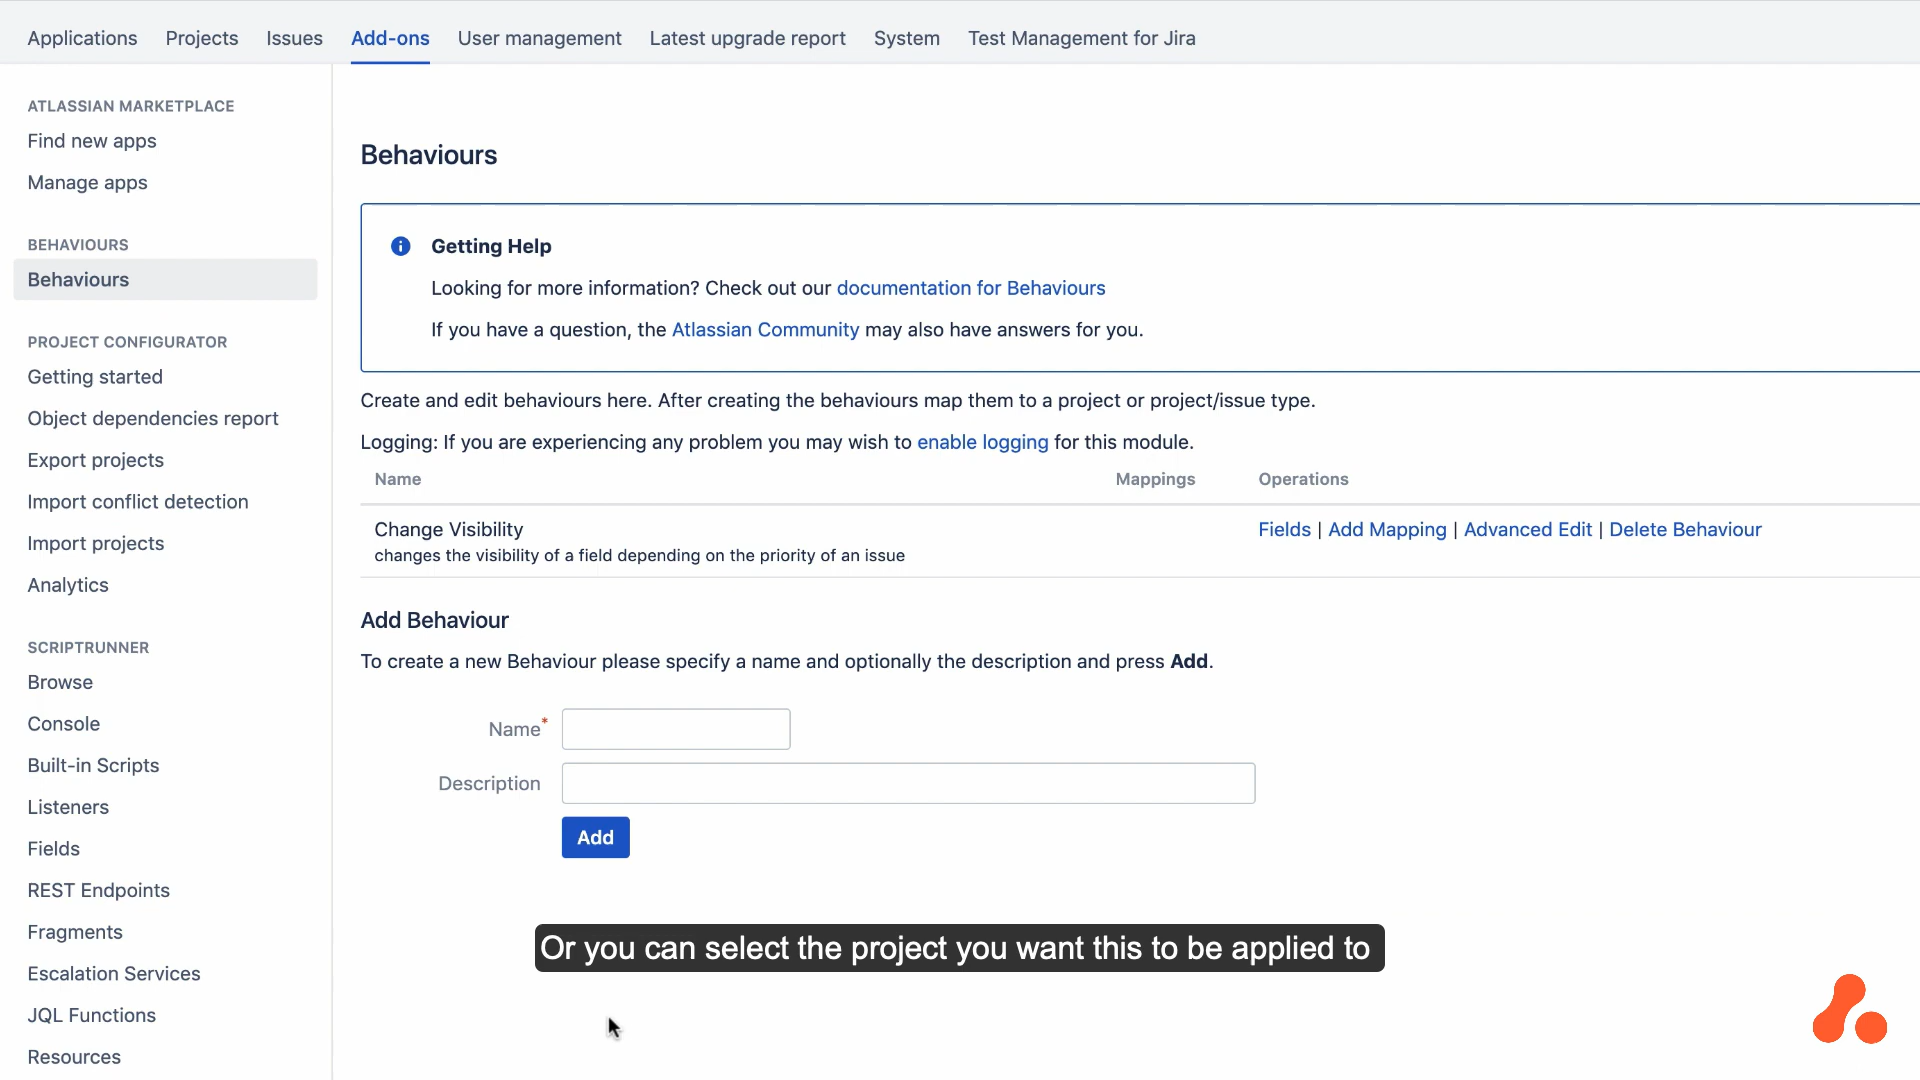 Applications Projects Issues Add-ons User management Latest upgrade report System Test Management for Jira
ATLASSIAN MARKETPLACE
Find new apps
Manage apps
BEHAVIOURS
Behaviours
PROJECT CONFIGURATOR
Getting started
Object dependencies report
Export projects
Import conflict detection
Import projects
Analytics
SCRIPTRUNNER
Browse
Console
Built-in Scripts
Listeners
Fields
REST Endpoints
Fragments
Escalation Services
JQL Functions
Resources
Behaviours
Getting Help
Looking for more information? Check out our documentation for Behaviours
If you have a question, the Atlassian Community may also have answers for you.
Create and edit behaviours here. After creating the behaviours map them to a project or project/issue type.
Logging: If you are experiencing any problem you may wish to enable logging for this module.
Name Mappings Operations
Change Visibility Fields | Add Mapping | Advanced Edit | Delete Behaviour
changes the visibility of a field depending on the priority of an issue
Add Behaviour
To create a new Behaviour please specify a name and optionally the description and press Add.
Name*
Description
Add
Or you can select the project you want this to be applied to